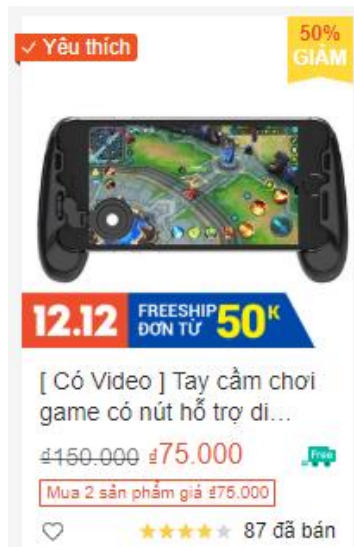 Yêu thích
50%
GIẢM
12.12
FREESHIP
ĐƠN TỪ
50K
[ Có Video ] Tay cầm chơi
game có nút hỗ trợ di...
₫150.000 ₫75.000
Free
Mua 2 sản phẩm giá ₫75.000
87 đã bán